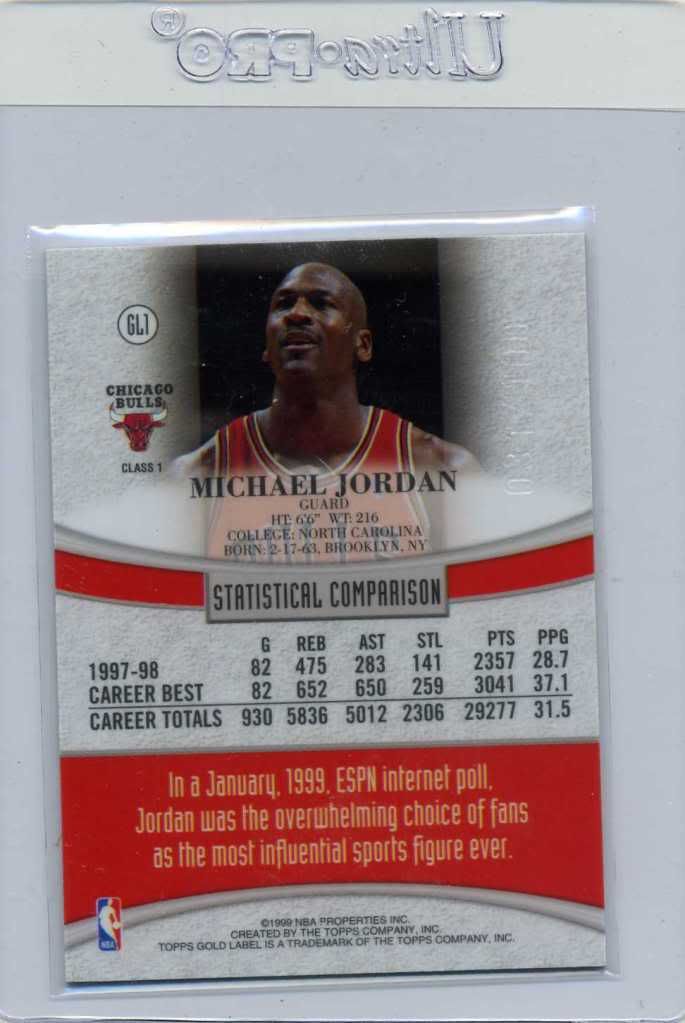 Ultra·PRO®
GL1
CHICAGO
BULLS
CLASS 1
MICHAEL JORDAN
GUARD
HT: 6'6" WT: 216
COLLEGE: NORTH CAROLINA
BORN: 2-17-63, BROOKLYN, NY
STATISTICAL COMPARISON
G REB AST STL PTS PPG
1997-98 82 475 283 141 2357 28.7
CAREER BEST 82 652 650 259 3041 37.1
CAREER TOTALS 930 5836 5012 2306 29277 31.5
In a January, 1999, ESPN internet poll,
Jordan was the overwhelming choice of fans
as the most influential sports figure ever.
NBA
©1999 NBA PROPERTIES INC.
CREATED BY THE TOPPS COMPANY, INC.
TOPPS GOLD LABEL IS A TRADEMARK OF THE TOPPS COMPANY, INC.